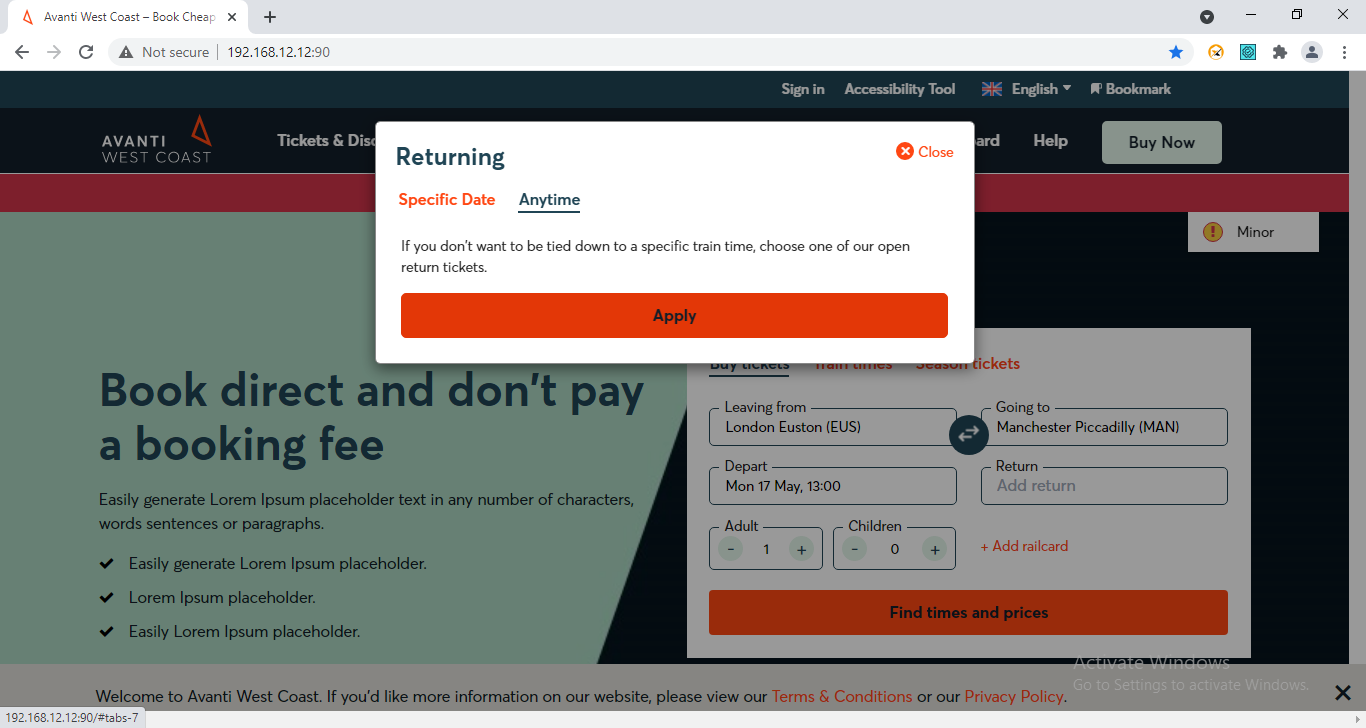 Avanti West Coast – Book Cheap
Not secure
192.168.12.12:90
Sign in
Accessibility Tool
English
Bookmark
AVANTI
WEST COAST
Tickets &
Help
Buy Now
Returning
Close
Specific Date
Anytime
If you don't want to be tied down to a specific train time, choose one of our open
return tickets.
Apply
Minor
Buy tickets
Train times
Season tickets
Book direct and don't pay
a booking fee
Leaving from
London Euston (EUS)
Going to
Manchester Piccadilly (MAN)
Depart
Mon 17 May, 13:00
Return
Add return
Easily generate Lorem Ipsum placeholder text in any number of characters,
words sentences or paragraphs.
Adult
- 1 +
Children
- 0 +
+ Add railcard
Easily generate Lorem Ipsum placeholder.
Lorem Ipsum placeholder.
Easily Lorem Ipsum placeholder.
Find times and prices
Activate Windows
Go to Settings to activate Windows.
Welcome to Avanti West Coast. If you'd like more information on our website, please view our Terms & Conditions or our Privacy Policy.
192.168.12.12:90/#tabs-7